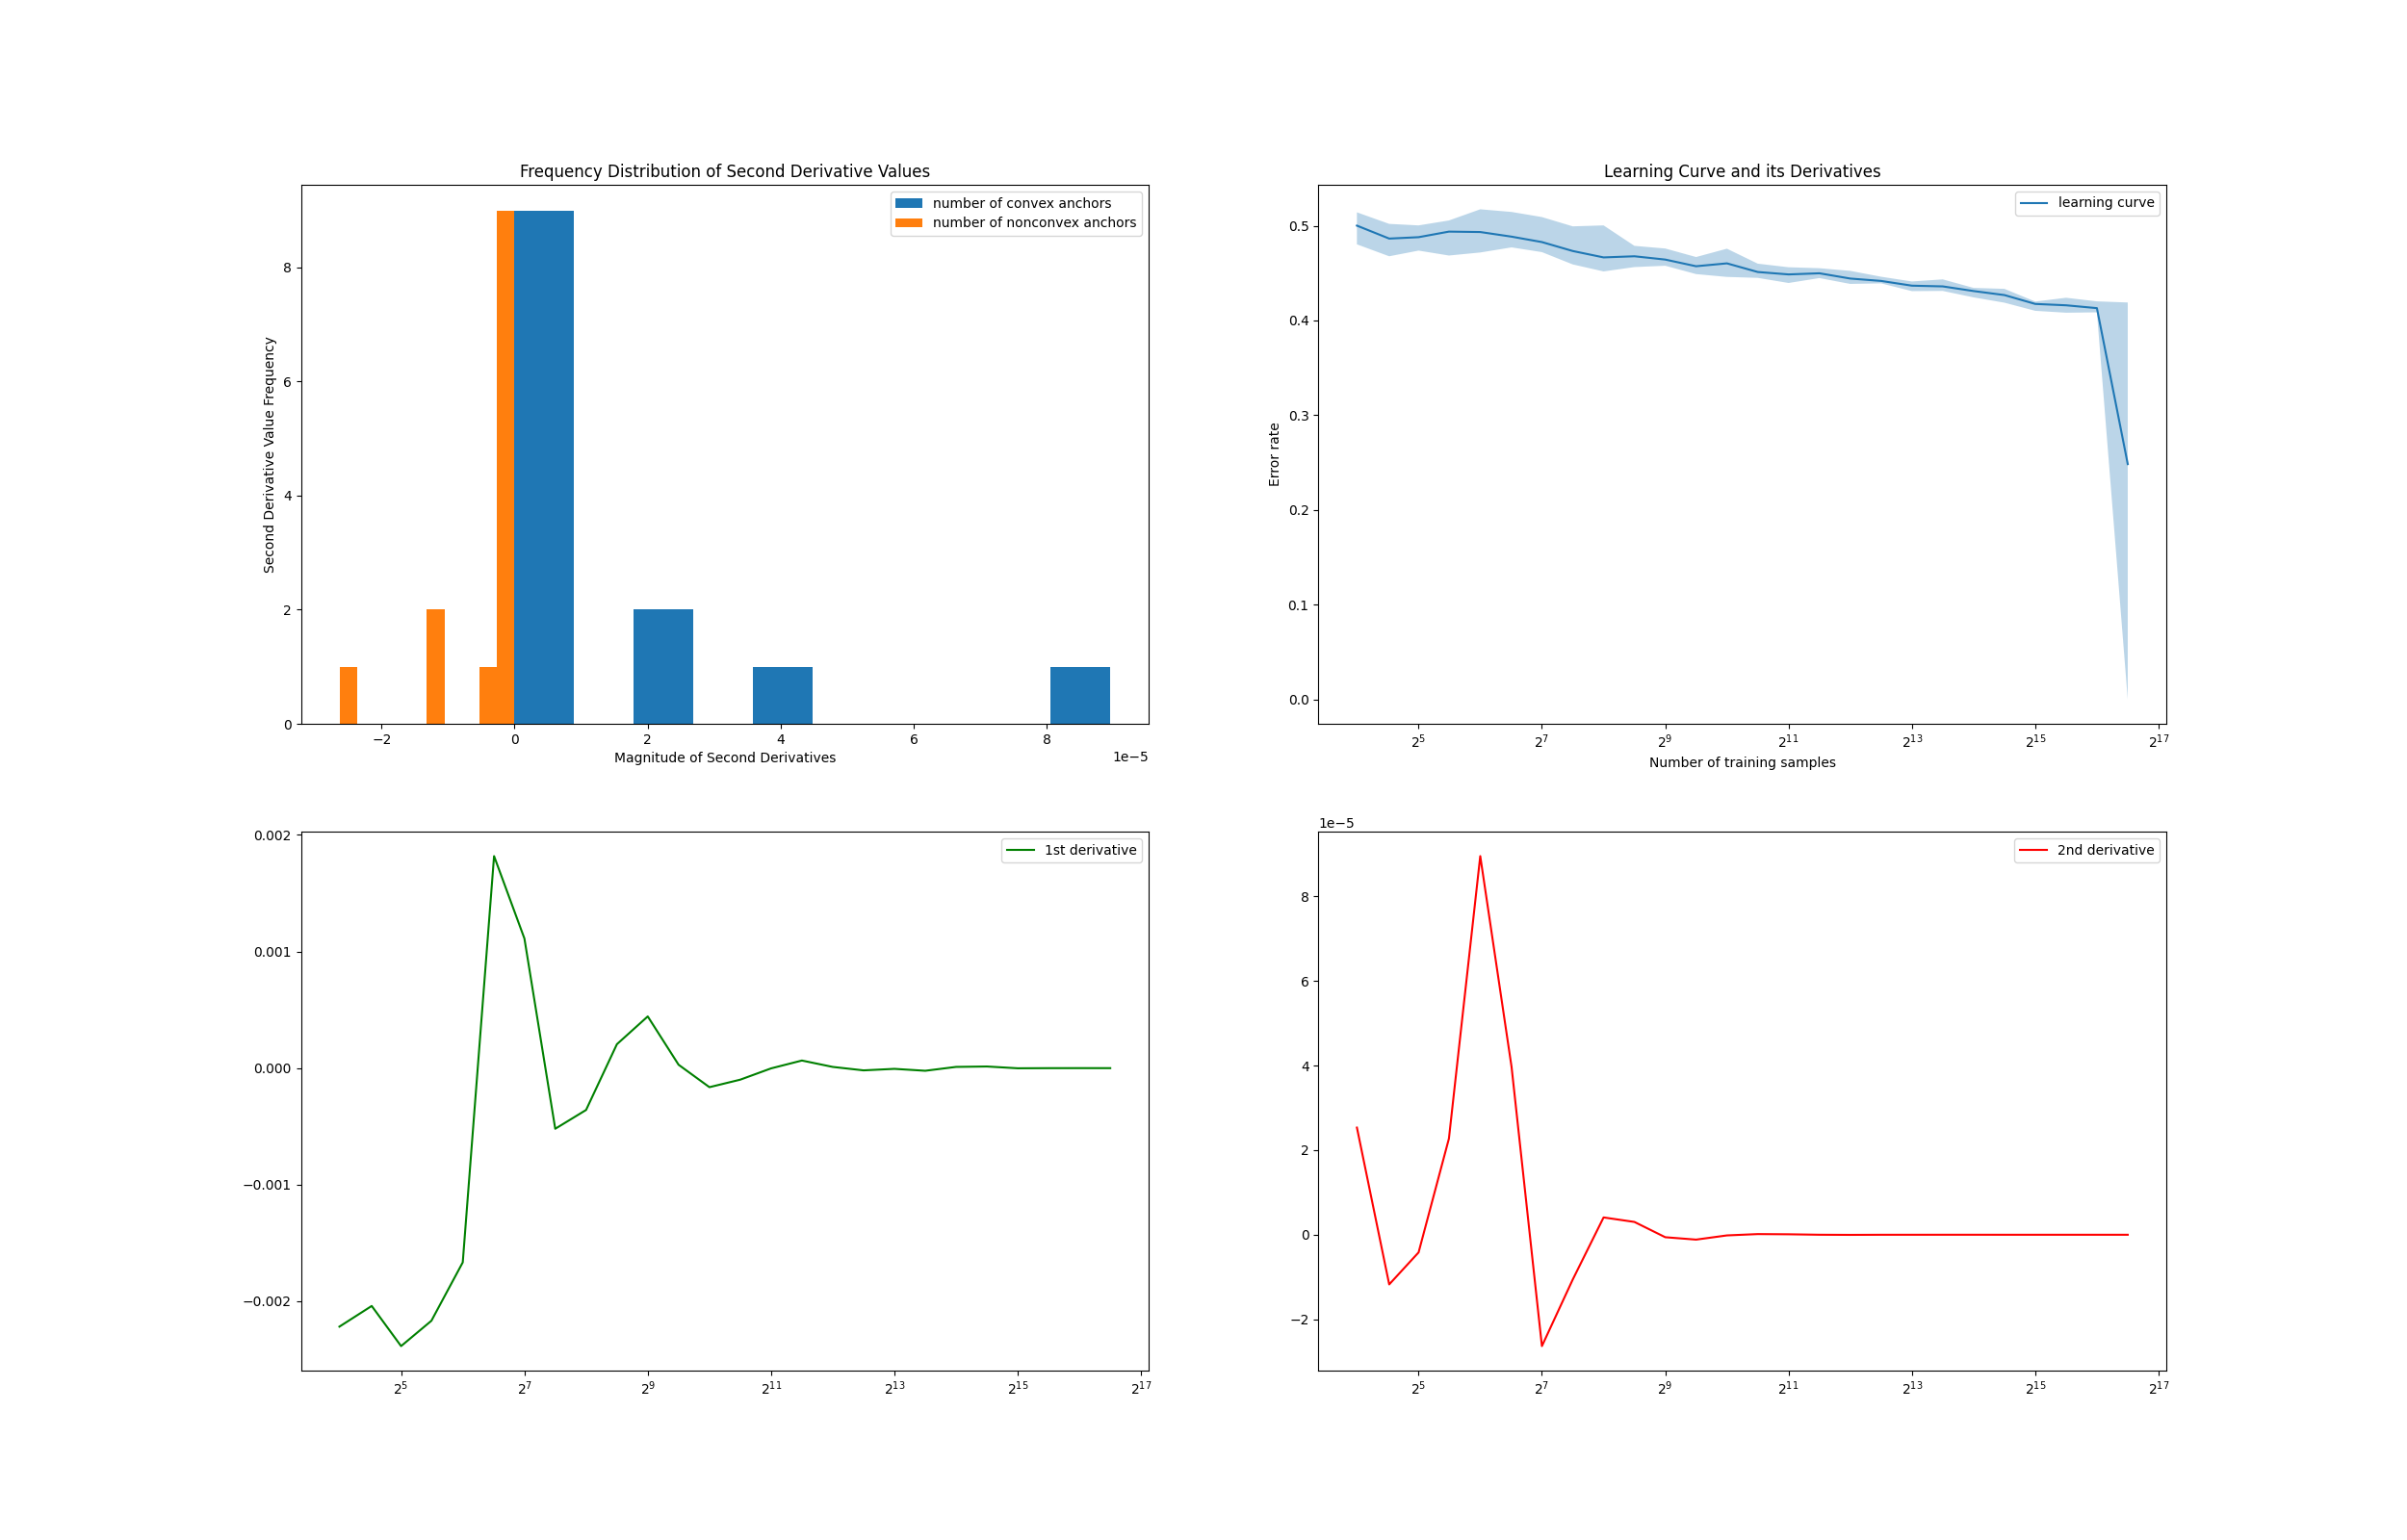 Frequency Distribution of Second Derivative Values
number of convex anchors
number of nonconvex anchors
Second Derivative Value Frequency
8
6
4
2
0
−2 0 2 4 6 8
1e−5
Magnitude of Second Derivatives
Learning Curve and its Derivatives
learning curve
Error rate
0.5
0.4
0.3
0.2
0.1
0.0
2^5 2^7 2^9 2^11 2^13 2^15 2^17
Number of training samples
1st derivative
0.002
0.001
0.000
−0.001
−0.002
2^5 2^7 2^9 2^11 2^13 2^15 2^17
1e−5
2nd derivative
8
6
4
2
0
−2
2^5 2^7 2^9 2^11 2^13 2^15 2^17